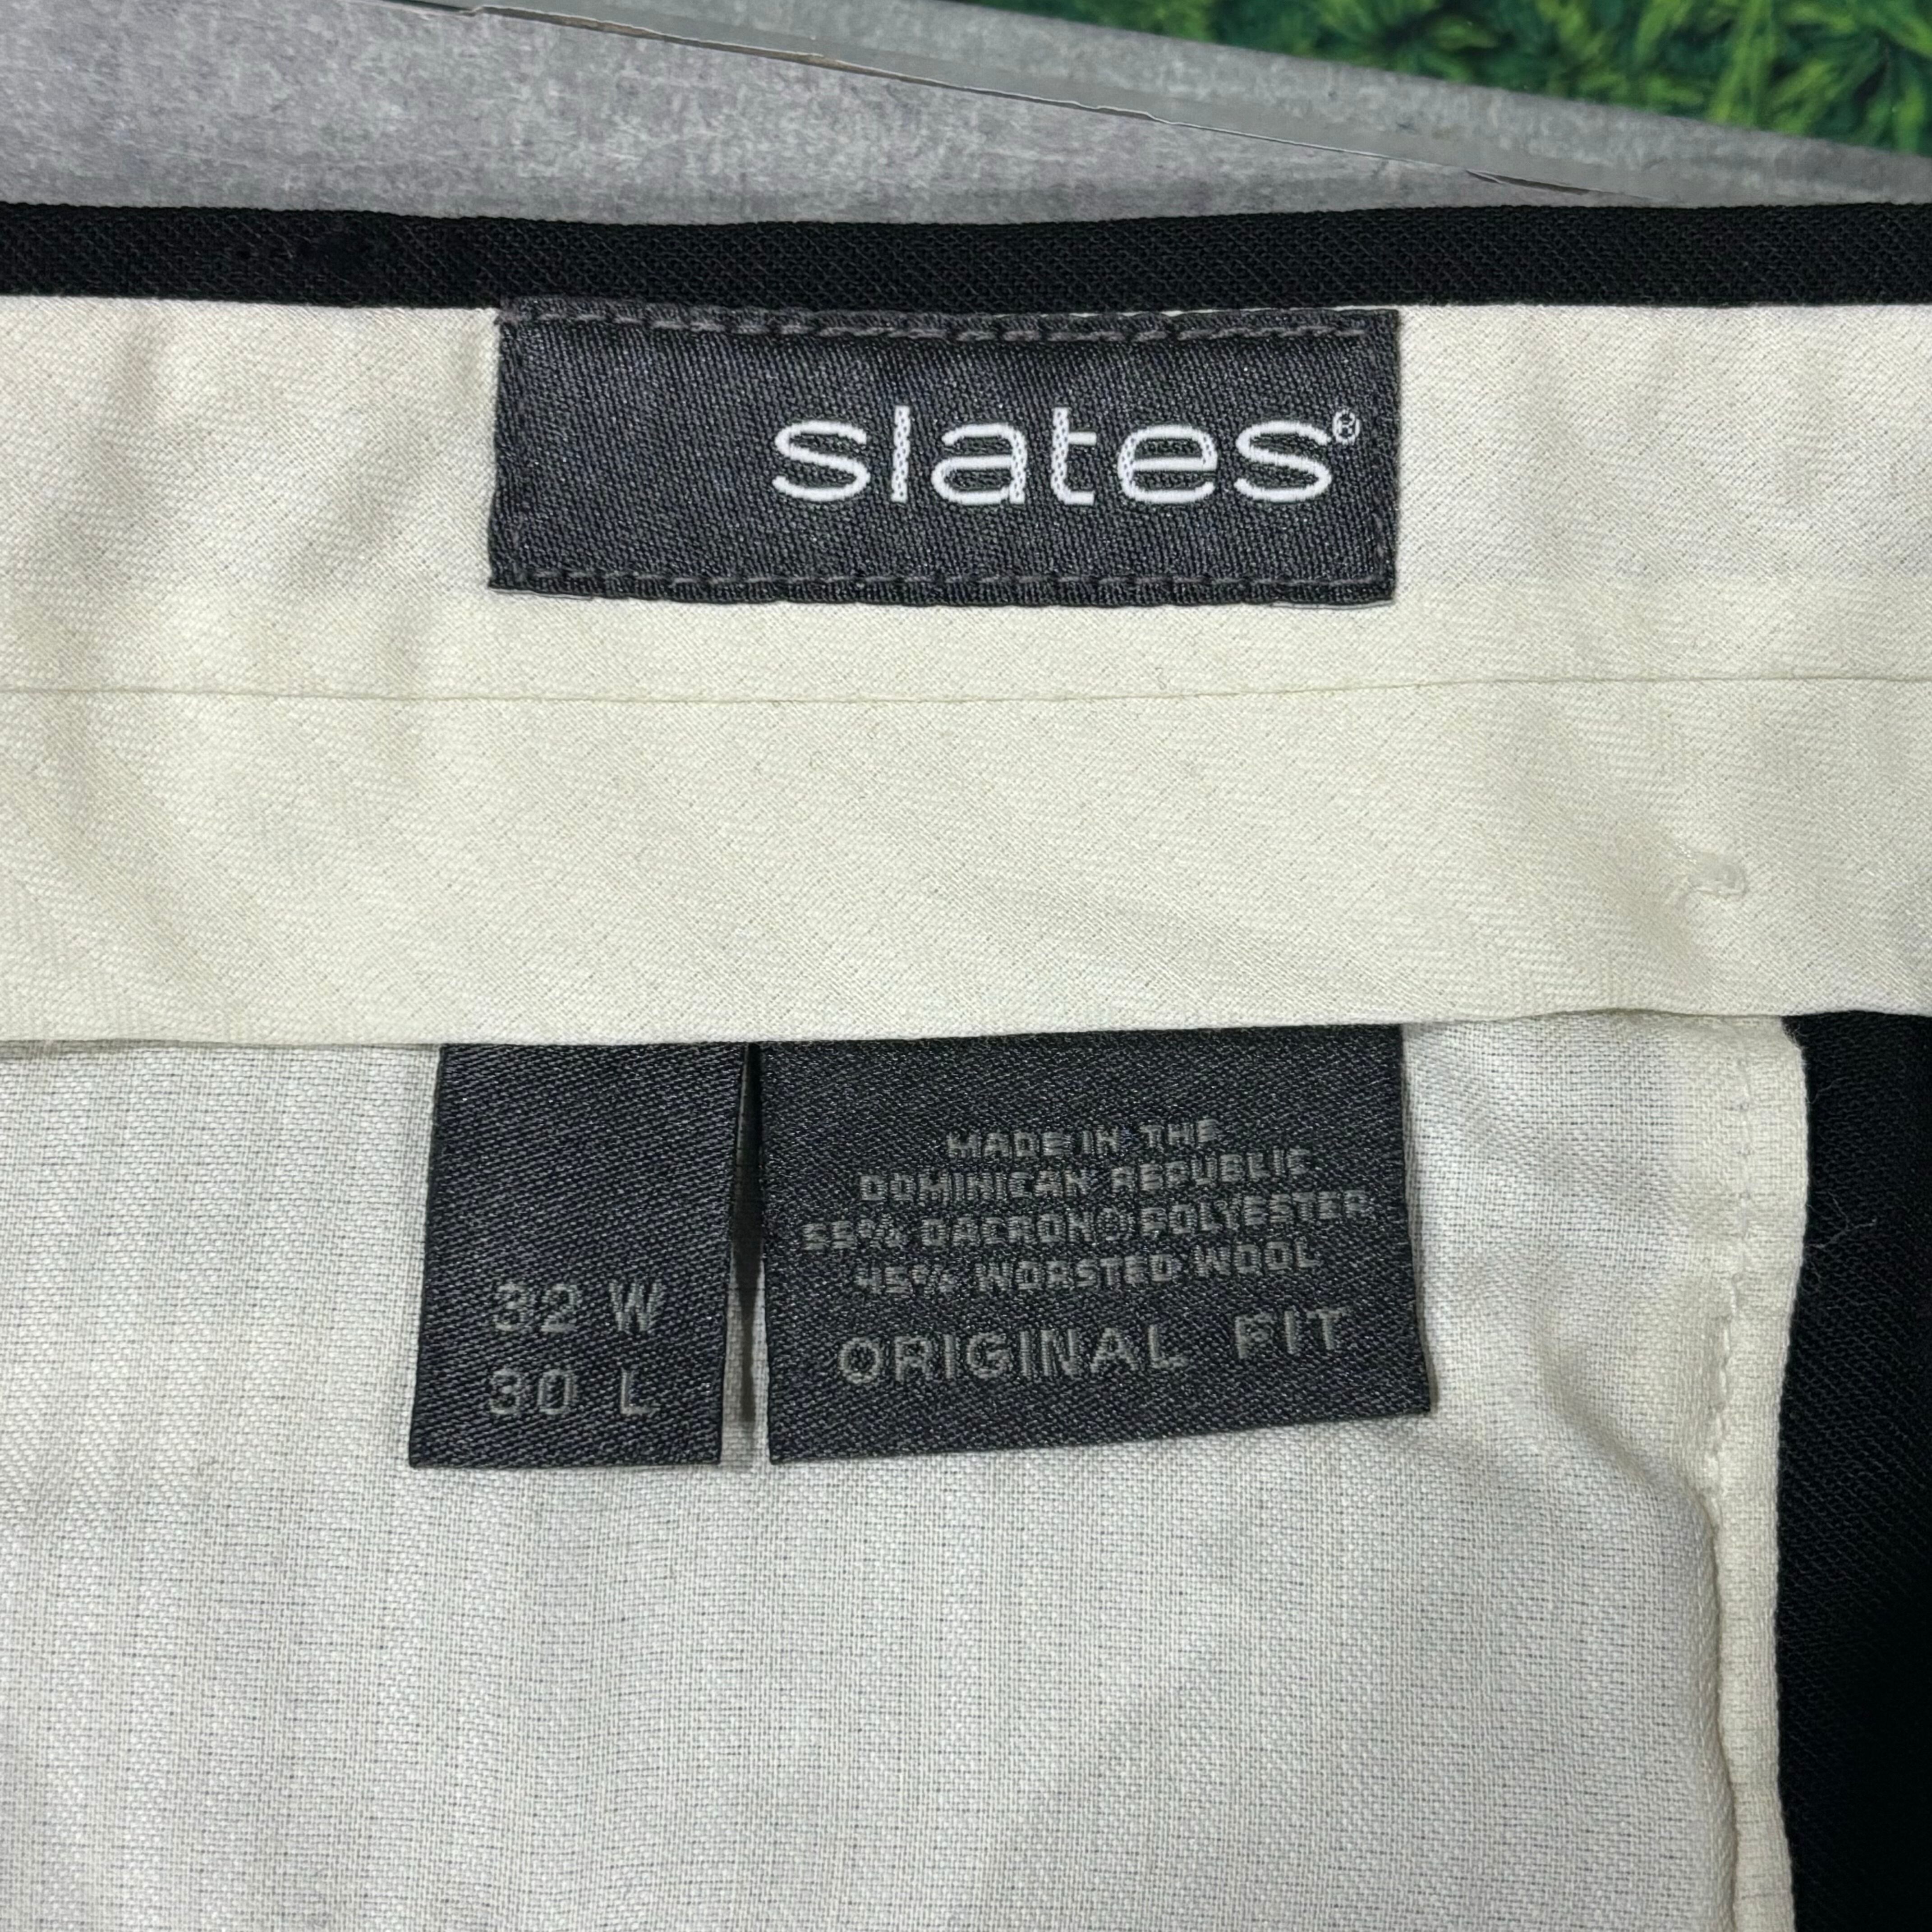 slates®
32 W
30 L
MADE IN THE
DOMINICAN REPUBLIC
55% DACRON® POLYESTER
45% WORSTED WOOL
ORIGINAL FIT